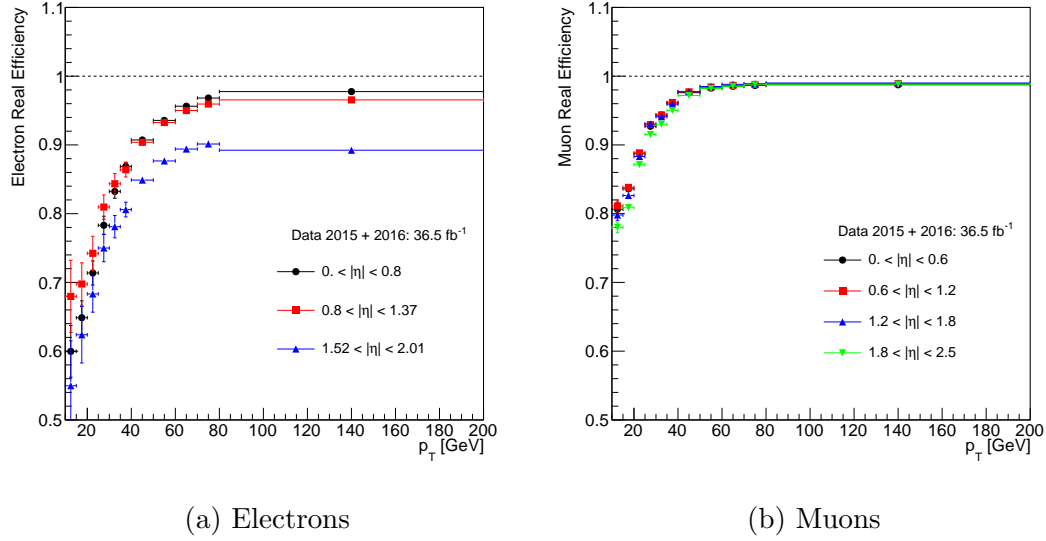 Electron Real Efficiency
1.1
1
0.9
0.8
0.7
0.6
0.5
Data 2015 + 2016: 36.5 fb⁻¹
0. < |η| < 0.8
0.8 < |η| < 1.37
1.52 < |η| < 2.01
20 40 60 80 100 120 140 160 180 200
p_T [GeV]
(a) Electrons
Muon Real Efficiency
1.1
1
0.9
0.8
0.7
0.6
0.5
Data 2015 + 2016: 36.5 fb⁻¹
0. < |η| < 0.6
0.6 < |η| < 1.2
1.2 < |η| < 1.8
1.8 < |η| < 2.5
20 40 60 80 100 120 140 160 180 200
p_T [GeV]
(b) Muons